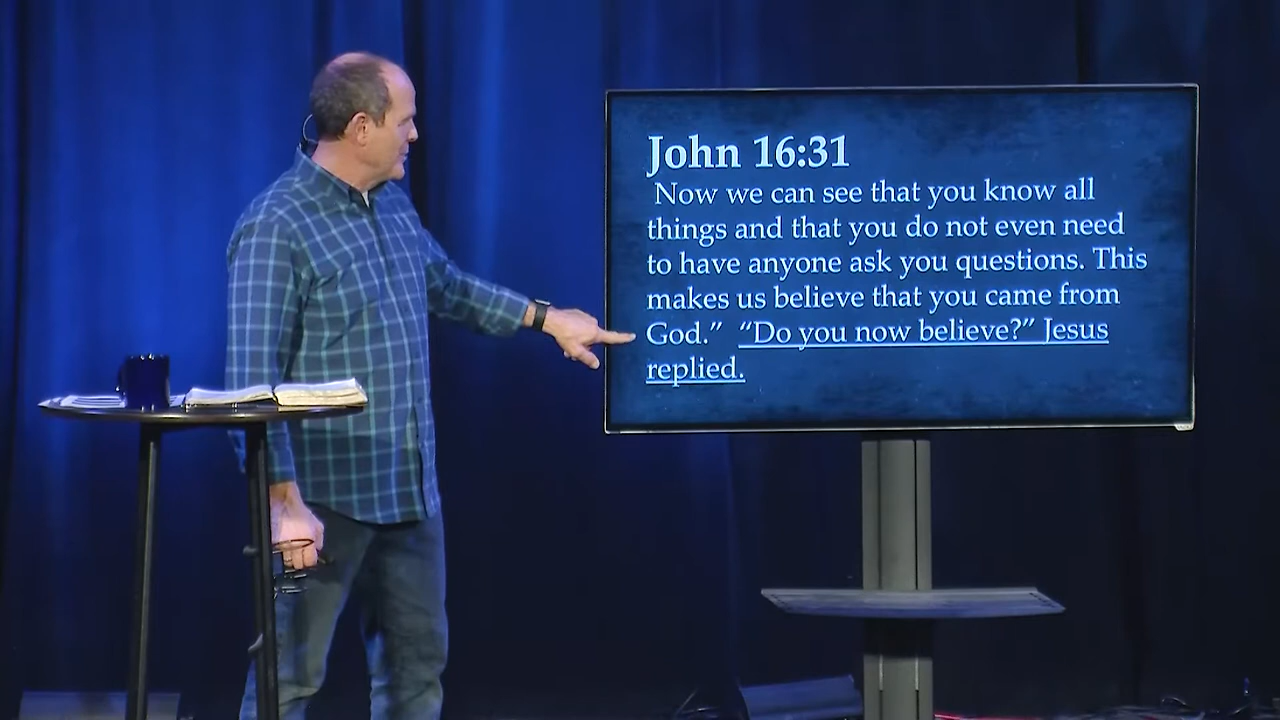 John 16:31
Now we can see that you know all
things and that you do not even need
to have anyone ask you questions. This
makes us believe that you came from
God.” “Do you now believe?” Jesus
replied.